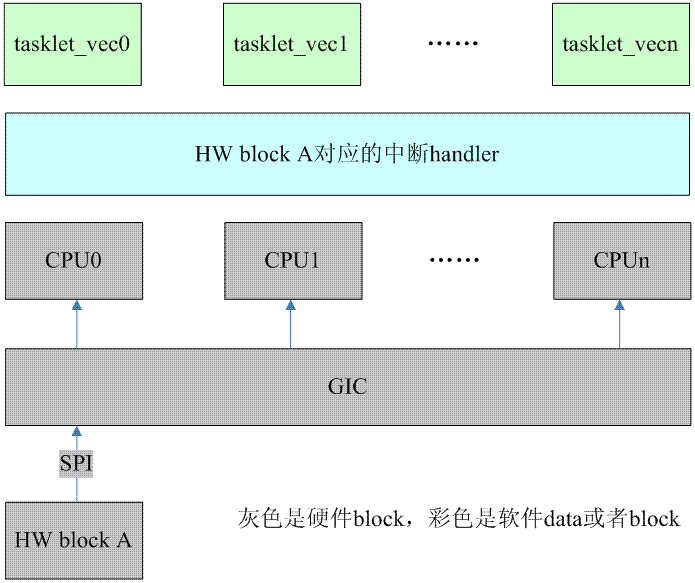 tasklet_vec0 tasklet_vec1 …… tasklet_vecn
HW block A对应的中断handler
CPU0 CPU1 …… CPUn
GIC
SPI
灰色是硬件block，彩色是软件data或者block
HW block A